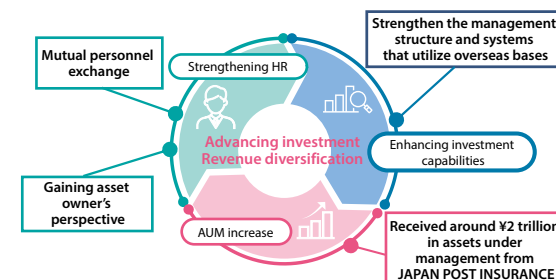 Strengthen the management
structure and systems
that utilize overseas bases
Mutual personnel
exchange
Strengthening HR
Advancing investment
Revenue diversification
Enhancing investment
capabilities
Gaining asset
owner's
perspective
AUM increase
Received around ¥2 trillion
in assets under
management from
JAPAN POST INSURANCE